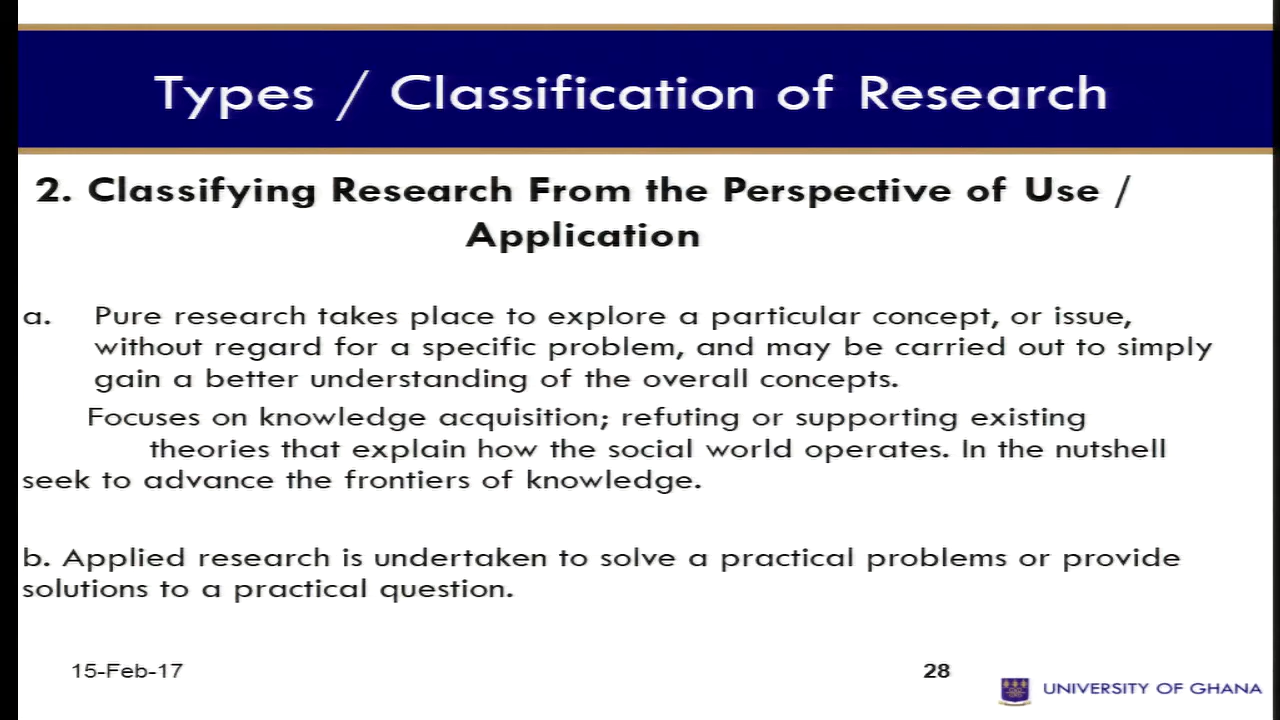 Types / Classification of Research
2. Classifying Research From the Perspective of Use /
Application
a. Pure research takes place to explore a particular concept, or issue,
without regard for a specific problem, and may be carried out to simply
gain a better understanding of the overall concepts.
Focuses on knowledge acquisition; refuting or supporting existing
theories that explain how the social world operates. In the nutshell
seek to advance the frontiers of knowledge.
b. Applied research is undertaken to solve a practical problems or provide
solutions to a practical question.
15-Feb-17
28
UNIVERSITY OF GHANA